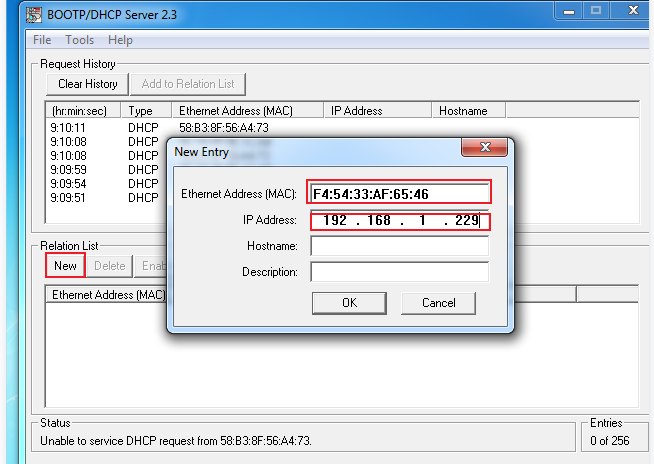 BOOTP/DHCP Server 2.3
File Tools Help
Request History
Clear History Add to Relation List
(hr:min:sec) Type Ethernet Address (MAC) IP Address Hostname
9:10:11 DHCP 58:B3:8F:56:A4:73
9:10:08 DHCP
9:10:08 DHCP
9:09:59 DHCP
9:09:54 DHCP
9:09:51 DHCP
New Entry
Ethernet Address (MAC): F4:54:33:AF:65:46
IP Address: 192 . 168 . 1 . 229
Hostname:
Description:
OK Cancel
Relation List
New Delete Enab
Ethernet Address (MAC)
Status
Unable to service DHCP request from 58:B3:8F:56:A4:73.
Entries
0 of 256